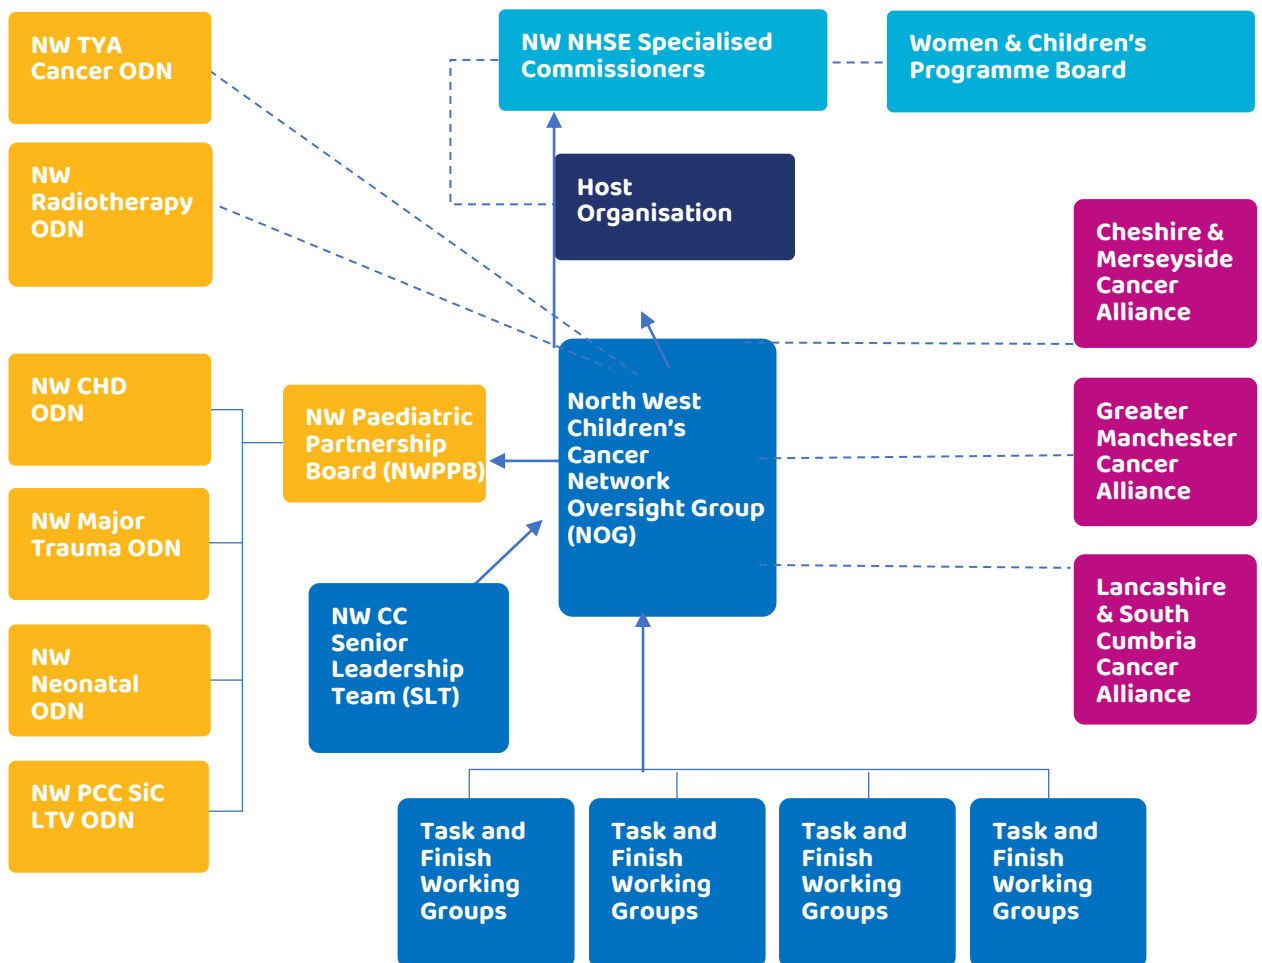 NW TYA
Cancer ODN
NW NHSE Specialised
Commissioners
Women & Children’s
Programme Board
NW
Radiotherapy
ODN
Host
Organisation
Cheshire &
Merseyside
Cancer
Alliance
NW CHD
ODN
NW Paediatric
Partnership
Board (NWPPB)
North West
Children’s
Cancer
Network
Oversight Group
(NOG)
Greater
Manchester
Cancer
Alliance
NW Major
Trauma ODN
NW CC
Senior
Leadership
Team (SLT)
Lancashire
& South
Cumbria
Cancer
Alliance
NW
Neonatal
ODN
NW PCC SiC
LTV ODN
Task and
Finish
Working
Groups
Task and
Finish
Working
Groups
Task and
Finish
Working
Groups
Task and
Finish
Working
Groups